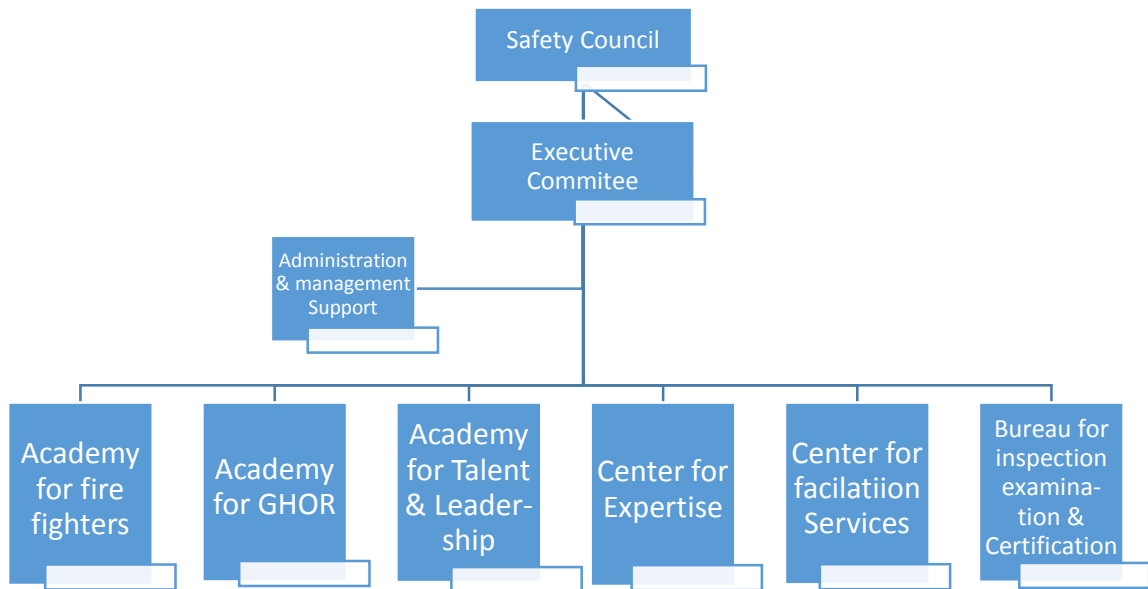 Safety Council
Executive
Commitee
Administration
& management
Support
Academy
for fire
fighters
Academy
for GHOR
Academy
for Talent
& Leader-
ship
Center for
Expertise
Center for
facilatiion
Services
Bureau for
inspection
examina-
tion &
Certification